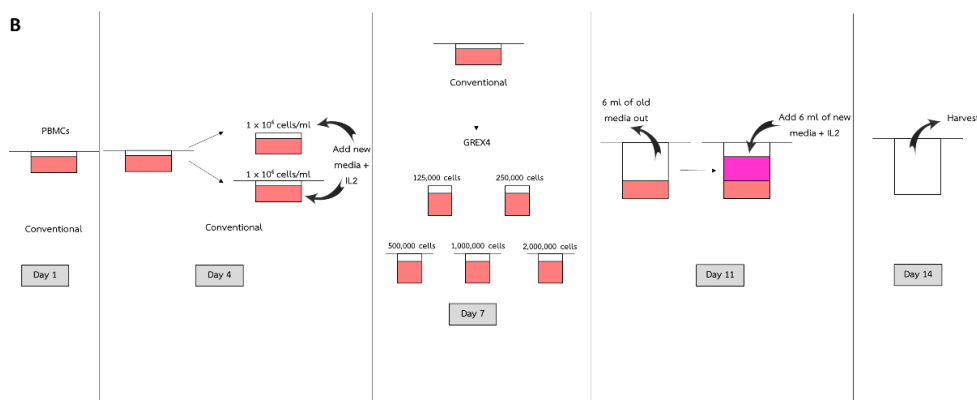 B
PBMCs
Conventional
Day 1
1 x 10⁶ cells/ml
1 x 10⁶ cells/ml
Add new
media +
IL2
Conventional
Day 4
Conventional
GREX4
125,000 cells
250,000 cells
500,000 cells
1,000,000 cells
2,000,000 cells
Day 7
6 ml of old
media out
Add 6 ml of new
media + IL2
Day 11
Harvest
Day 14